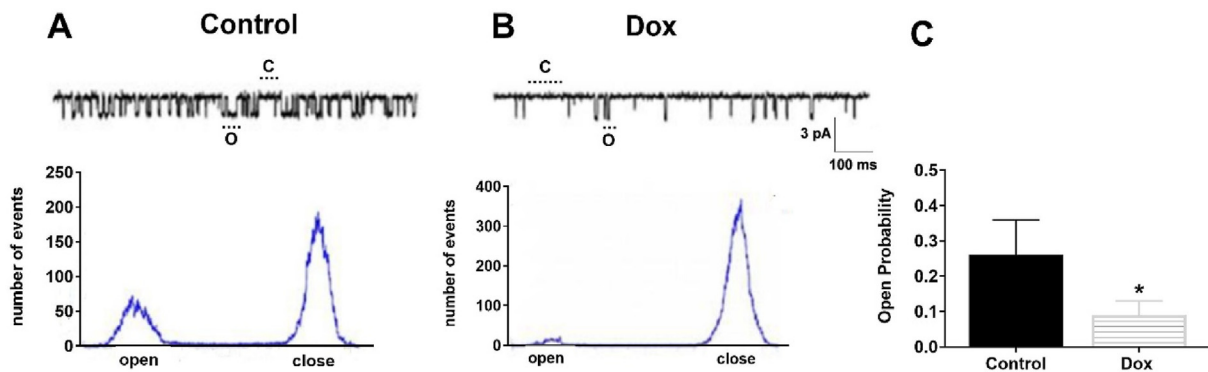 A Control
C
O
number of events
250
200
150
100
50
0
open close
B Dox
C
O
3 pA
100 ms
number of events
400
300
200
100
0
open close
C
Open Probability
0.5
0.4
0.3
0.2
0.1
0.0
*
Control Dox